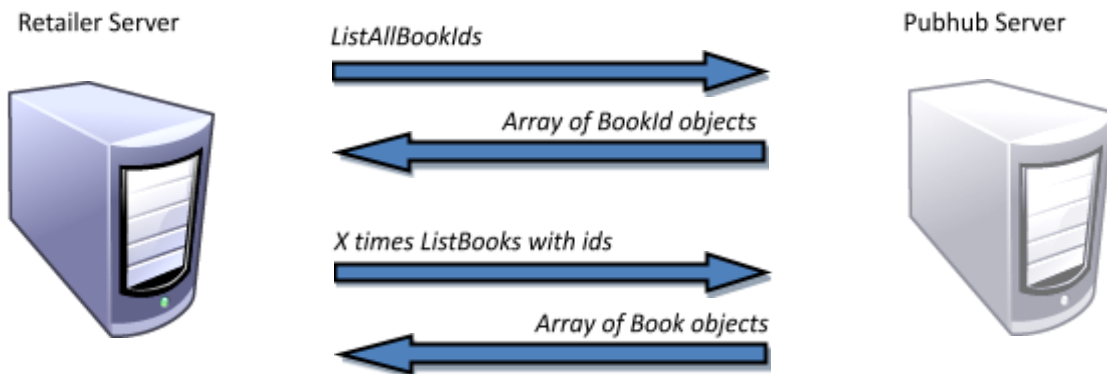 Retailer Server
Pubhub Server
ListAllBookIds
Array of BookId objects
X times ListBooks with ids
Array of Book objects